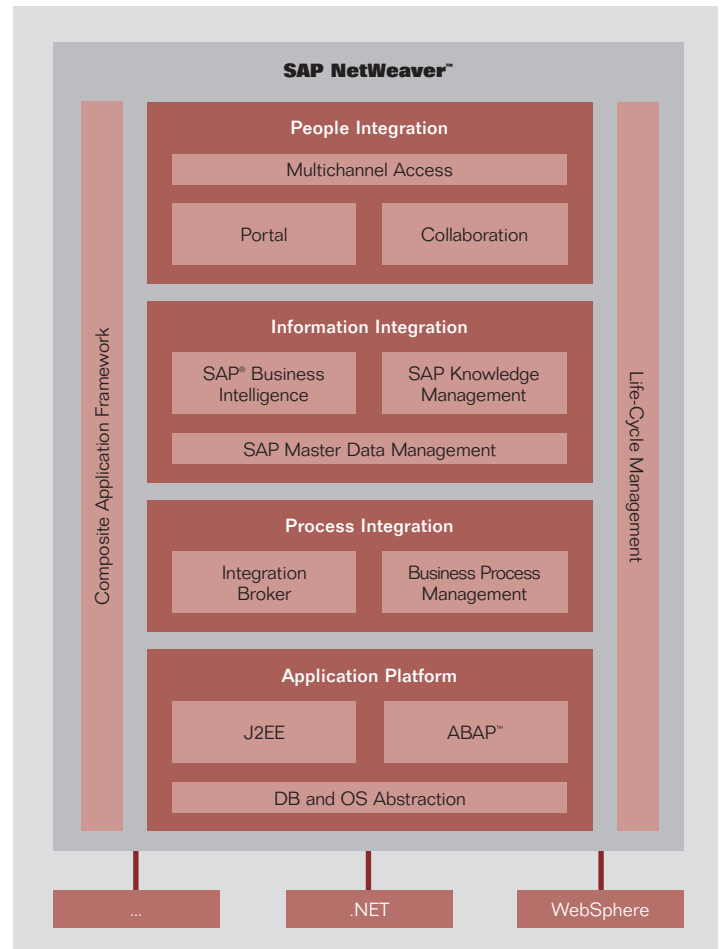 SAP NetWeaver™
Composite Application Framework
People Integration
Multichannel Access
Portal
Collaboration
Information Integration
SAP® Business
Intelligence
SAP Knowledge
Management
SAP Master Data Management
Process Integration
Integration
Broker
Business Process
Management
Application Platform
J2EE
ABAP™
DB and OS Abstraction
Life-Cycle Management
...
.NET
WebSphere